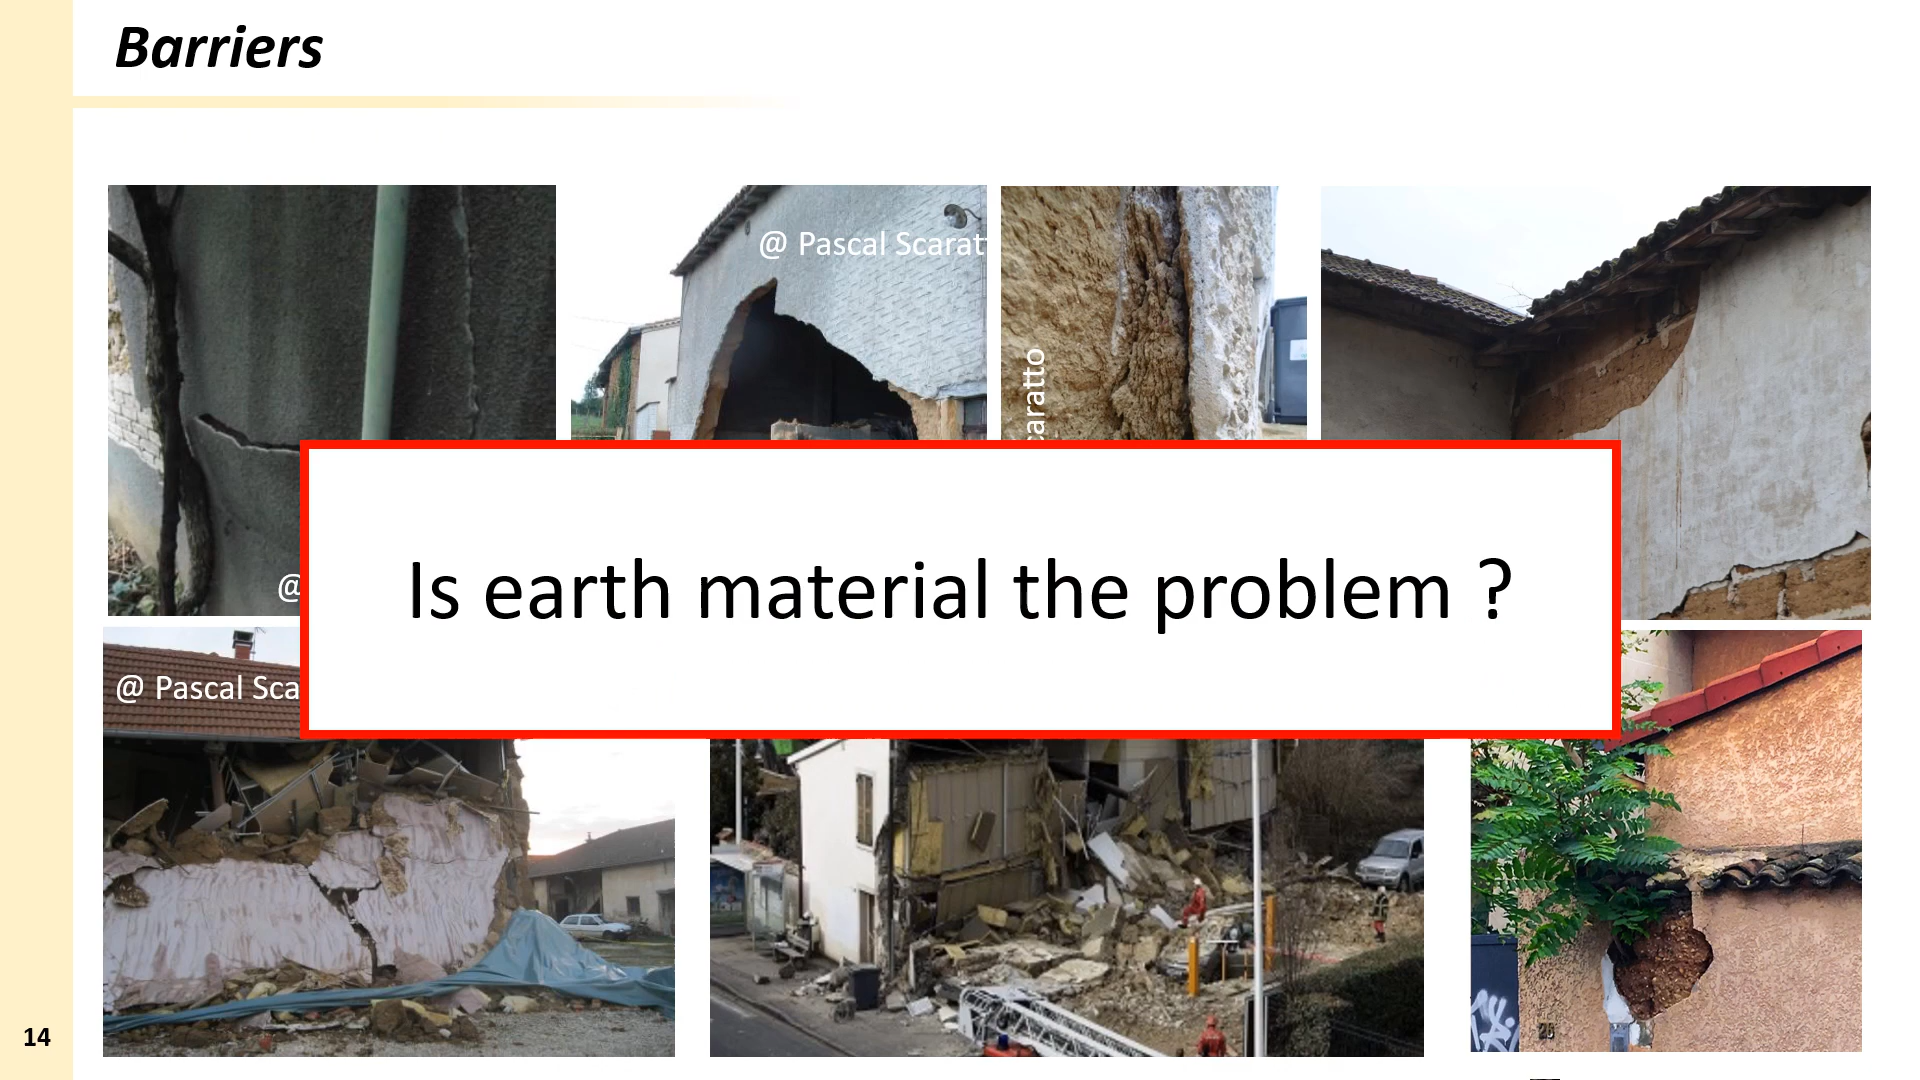 Barriers
@ Pascal Scarat
caratto
@
Is earth material the problem ?
@ Pascal Sca
14